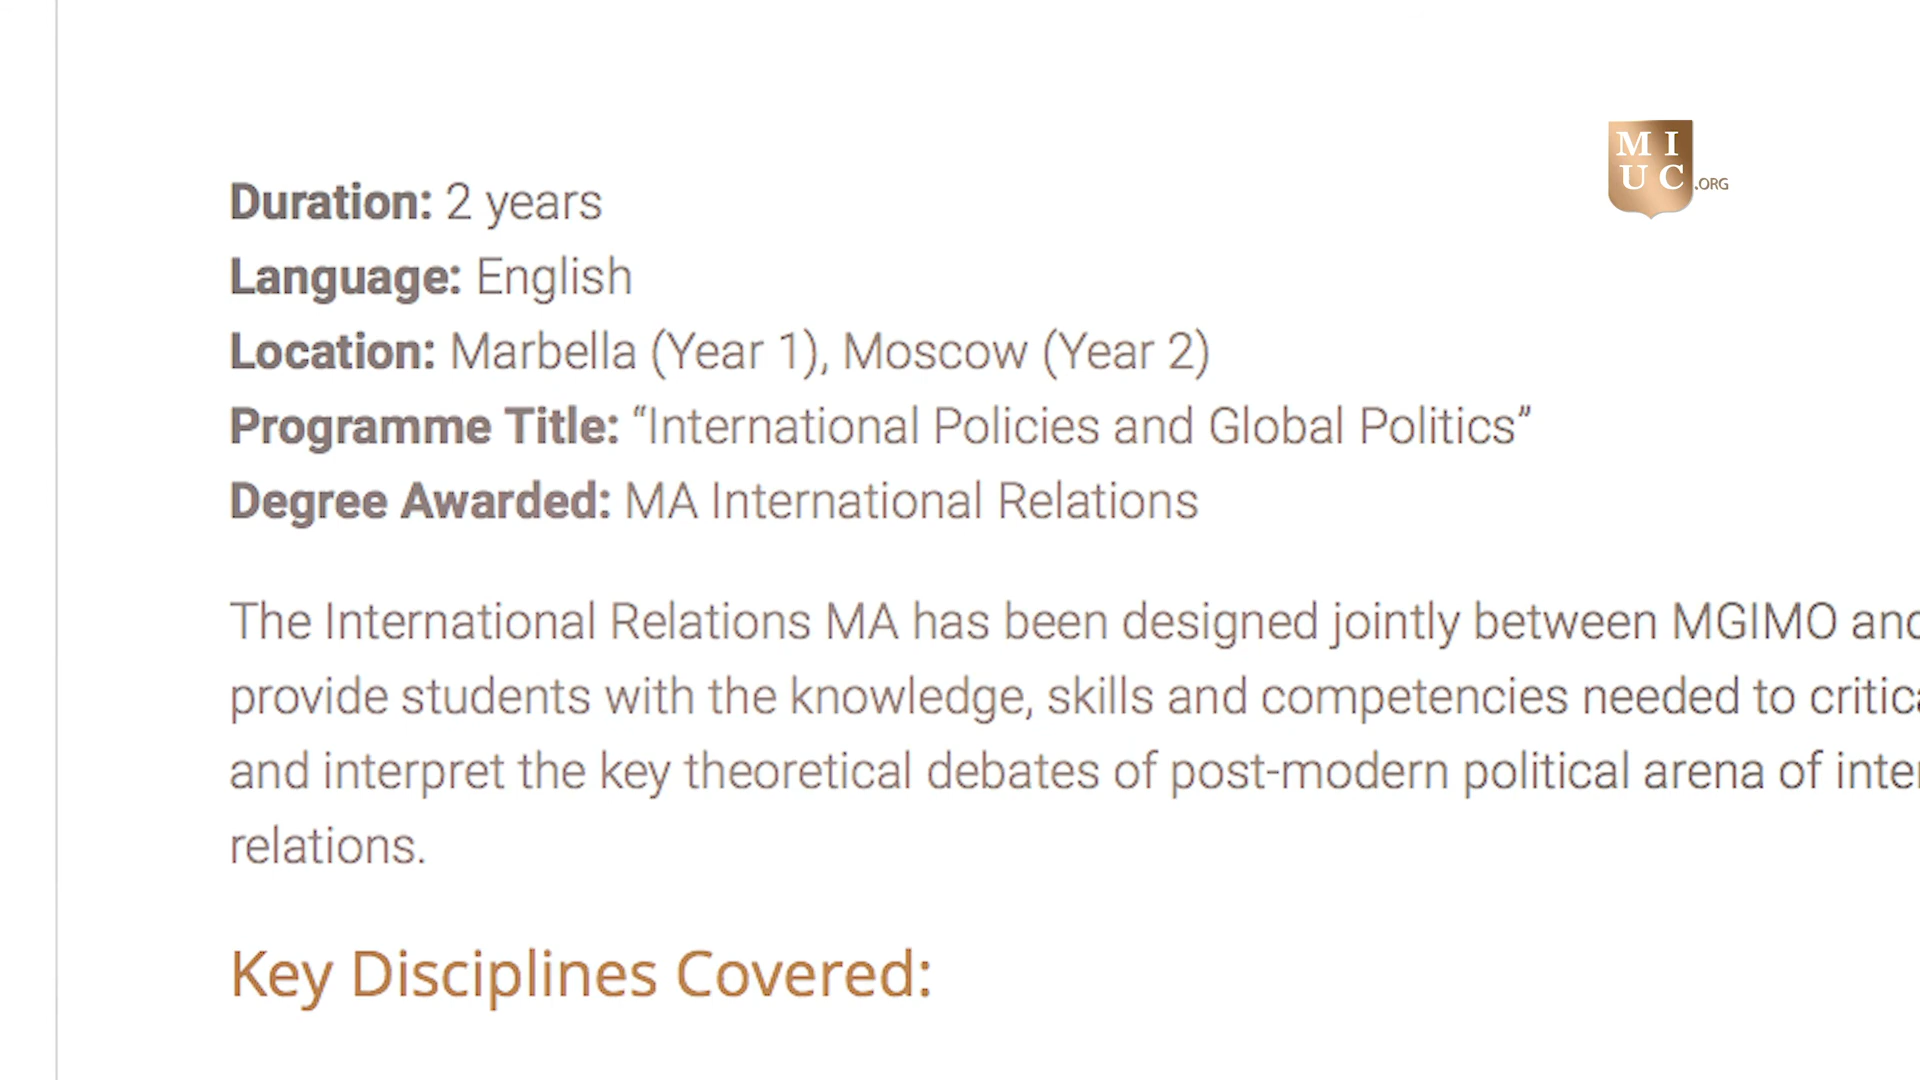 M I
U C .ORG
Duration: 2 years
Language: English
Location: Marbella (Year 1), Moscow (Year 2)
Programme Title: “International Policies and Global Politics”
Degree Awarded: MA International Relations
The International Relations MA has been designed jointly between MGIMO and
provide students with the knowledge, skills and competencies needed to
and interpret the key theoretical debates of post-modern political arena of
relations.
Key Disciplines Covered: